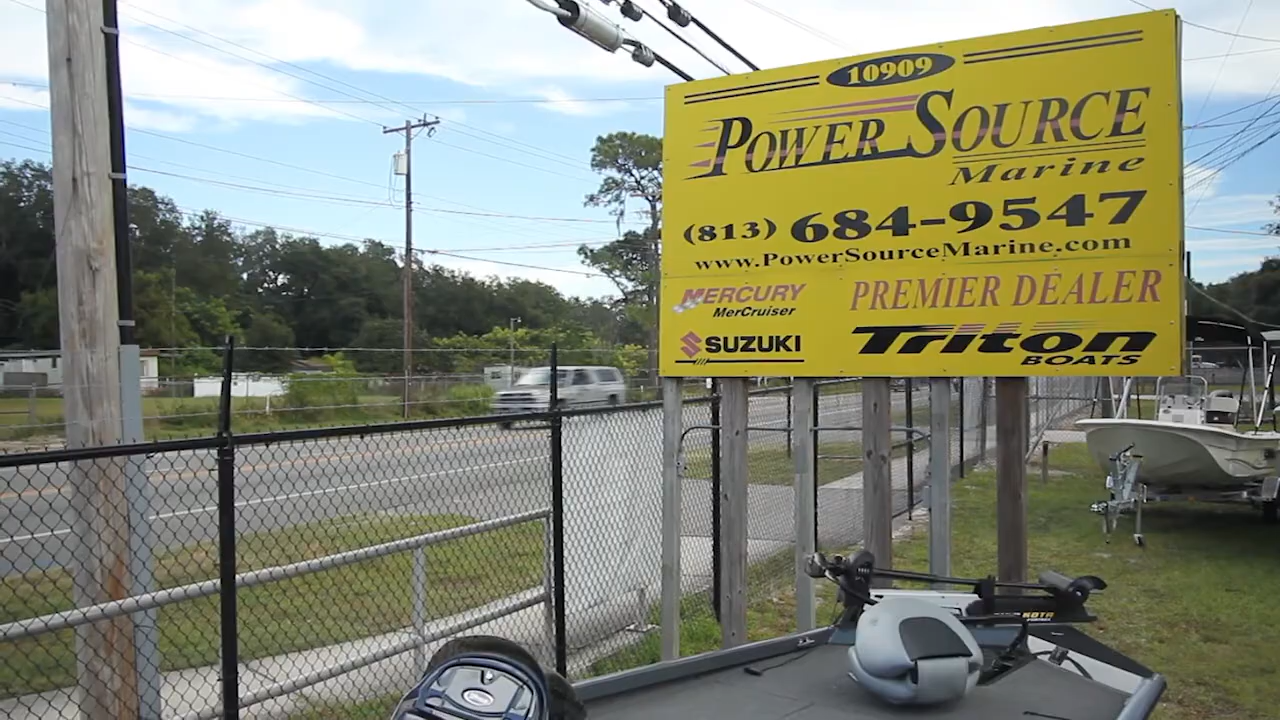 10909
POWER SOURCE
Marine
(813) 684-9547
www.PowerSourceMarine.com
MERCURY
MerCruiser
PREMIER DEALER
SUZUKI
Triton
BOATS